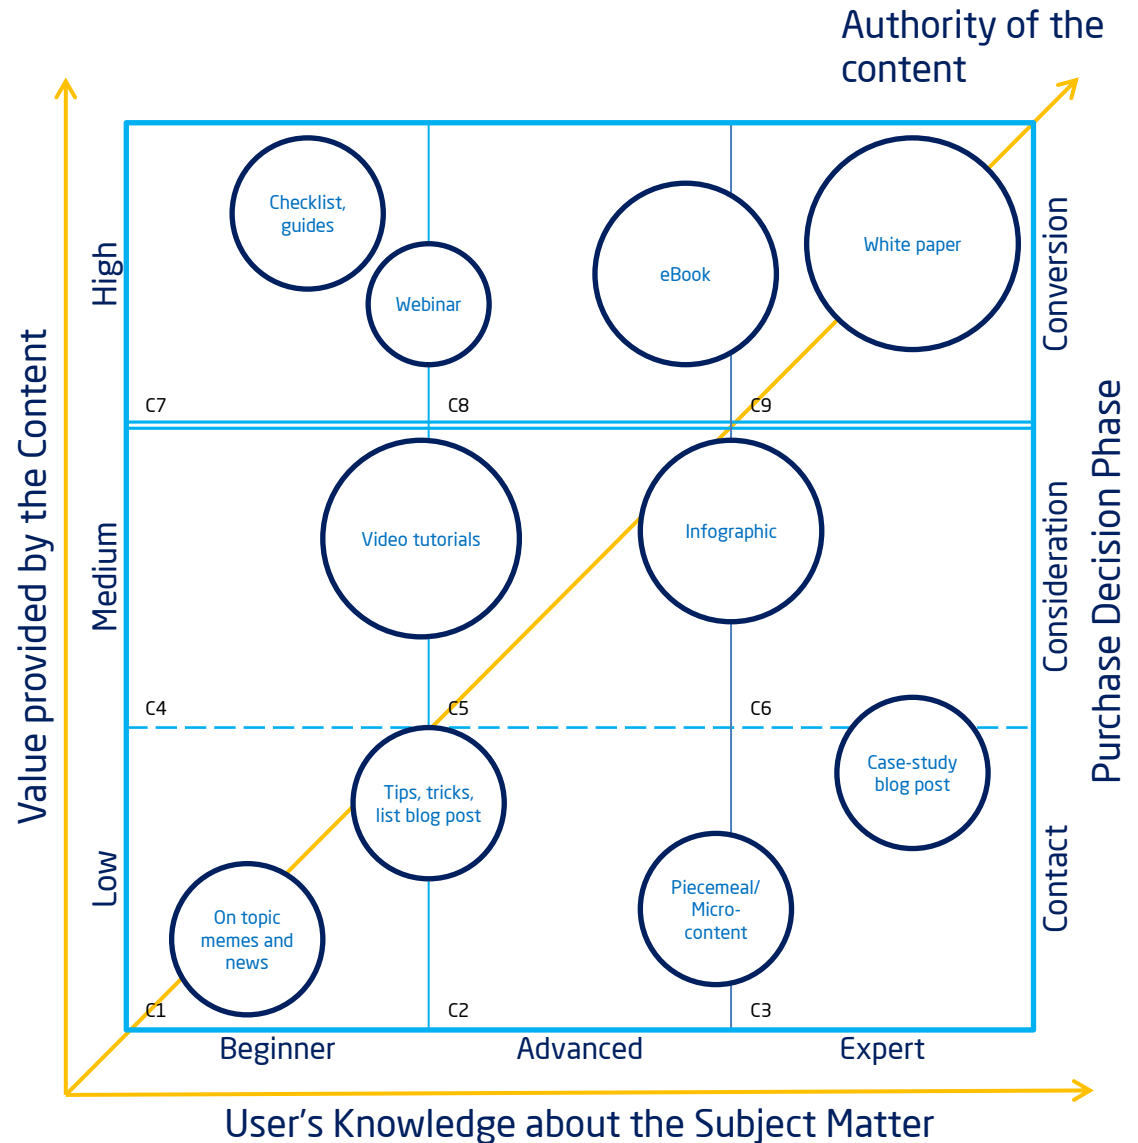 Authority of the
content
Checklist,
guides
Webinar
eBook
White paper
High
Conversion
C7
C8
C9
Value provided by the Content
Purchase Decision Phase
Video tutorials
Infographic
Medium
Consideration
C4
C5
C6
Tips, tricks,
list blog post
Case-study
blog post
Low
Contact
On topic
memes and
news
Piecemeal/
Micro-
content
C1
C2
C3
Beginner
Advanced
Expert
User's Knowledge about the Subject Matter